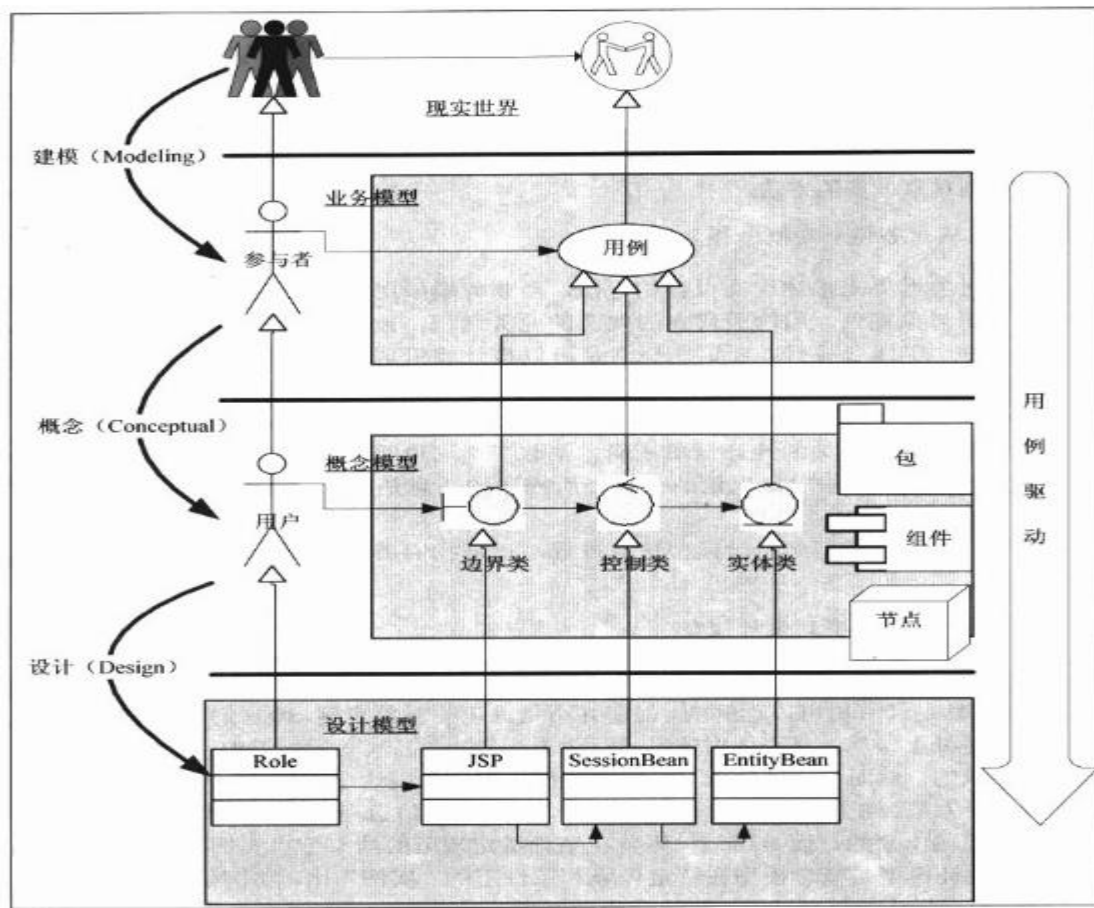 现实世界
建模（Modeling）
业务模型
参与者
用例
概念（Conceptual）
概念模型
用户
边界类
控制类
实体类
包
组件
节点
用
例
驱
动
设计（Design）
设计模型
Role
JSP
SessionBean
EntityBean